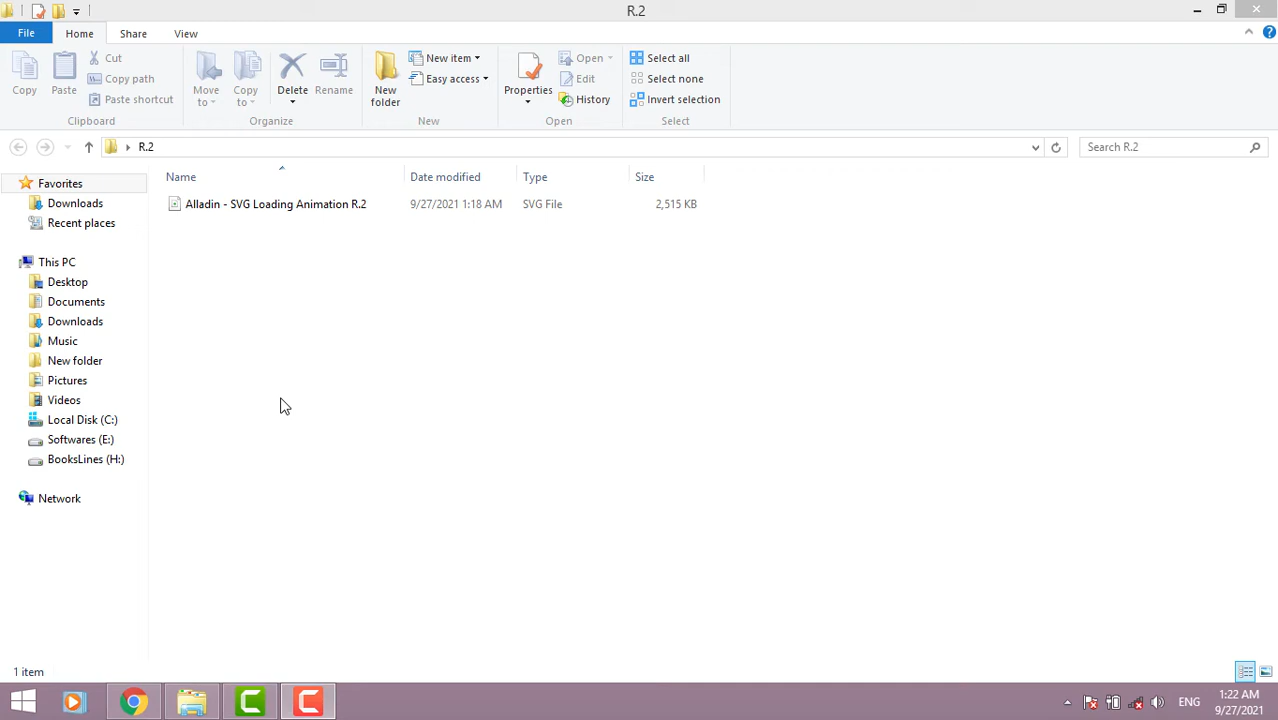 R.2
File Home Share View
Copy
Paste
Cut
Copy path
Paste shortcut
Clipboard
Move to
Copy to
Delete
Rename
Organize
New folder
New item
Easy access
New
Properties
Open
Edit
History
Open
Select all
Select none
Invert selection
Select
R.2
Search R.2
Name Date modified Type Size
Alladin - SVG Loading Animation R.2 9/27/2021 1:18 AM SVG File 2,515 KB
Favorites
Downloads
Recent places
This PC
Desktop
Documents
Downloads
Music
New folder
Pictures
Videos
Local Disk (C:)
Softwares (E:)
BooksLines (H:)
Network
1 item
ENG
1:22 AM
9/27/2021